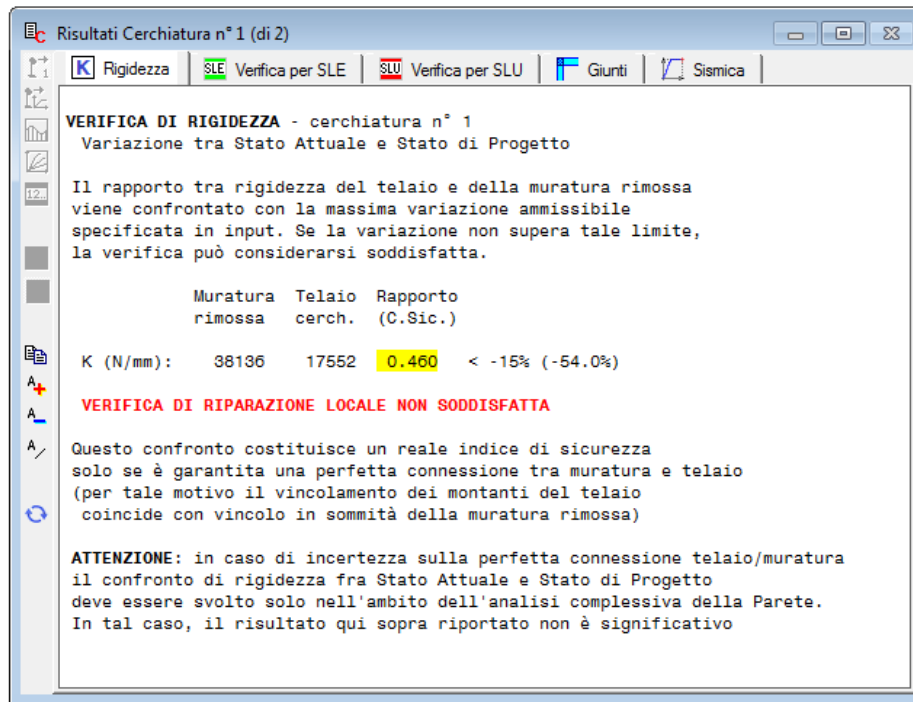 Risultati Cerchiatura n° 1 (di 2)
K Rigidezza SLE Verifica per SLE SLU Verifica per SLU Giunti Sismica
VERIFICA DI RIGIDEZZA - cerchiatura n° 1
Variazione tra Stato Attuale e Stato di Progetto
Il rapporto tra rigidezza del telaio e della muratura rimossa
viene confrontato con la massima variazione ammissibile
specificata in input. Se la variazione non supera tale limite,
la verifica può considerarsi soddisfatta.
Muratura Telaio Rapporto
rimossa cerch. (C.Sic.)
K (N/mm): 38136 17552 0.460 < -15% (-54.0%)
VERIFICA DI RIPARAZIONE LOCALE NON SODDISFATTA
Questo confronto costituisce un reale indice di sicurezza
solo se è garantita una perfetta connessione tra muratura e telaio
(per tale motivo il vincolamento dei montanti del telaio
coincide con vincolo in sommità della muratura rimossa)
ATTENZIONE: in caso di incertezza sulla perfetta connessione telaio/muratura
il confronto di rigidezza fra Stato Attuale e Stato di Progetto
deve essere svolto solo nell'ambito dell'analisi complessiva della Parete.
In tal caso, il risultato qui sopra riportato non è significativo